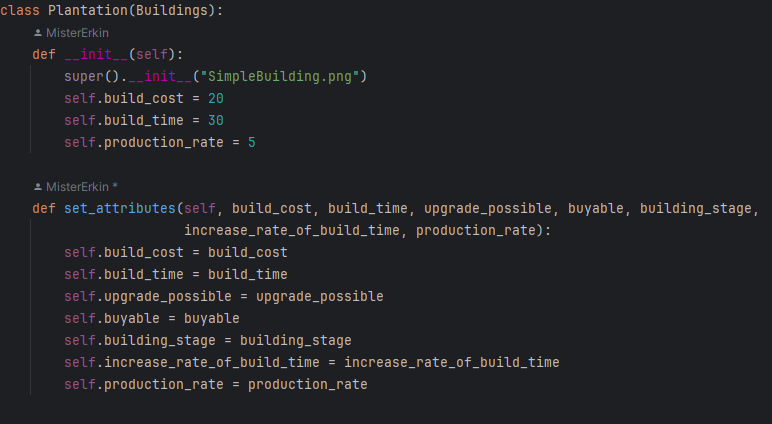 class Plantation(Buildings):
MisterErkin
def __init__(self):
super().__init__("SimpleBuilding.png")
self.build_cost = 20
self.build_time = 30
self.production_rate = 5
MisterErkin *
def set_attributes(self, build_cost, build_time, upgrade_possible, buyable, building_stage,
increase_rate_of_build_time, production_rate):
self.build_cost = build_cost
self.build_time = build_time
self.upgrade_possible = upgrade_possible
self.buyable = buyable
self.building_stage = building_stage
self.increase_rate_of_build_time = increase_rate_of_build_time
self.production_rate = production_rate